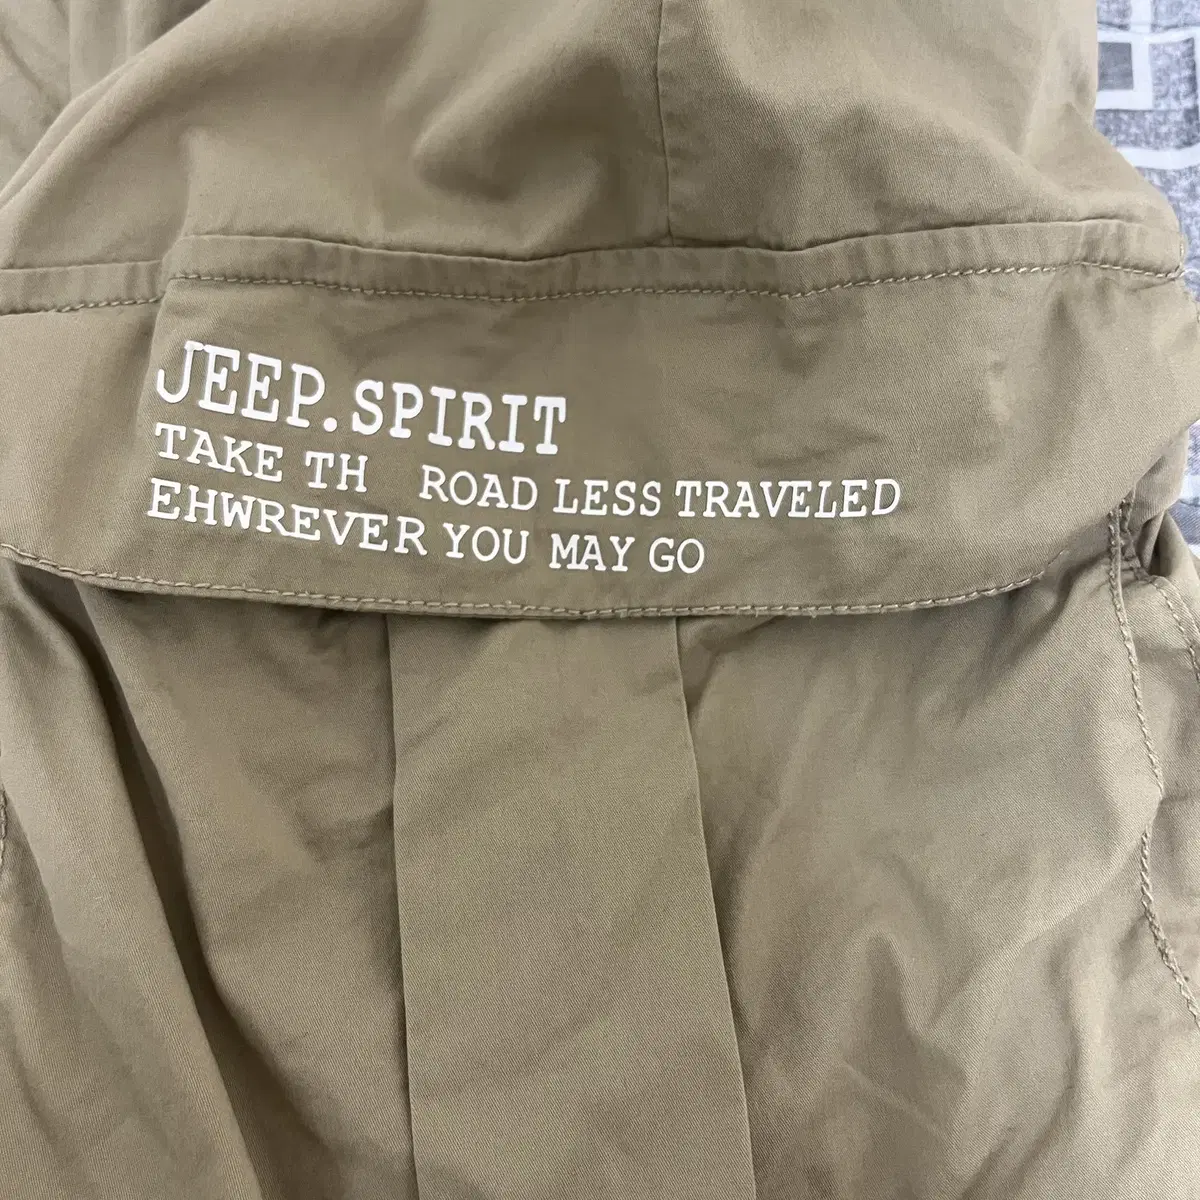 JEEP.SPIRIT
TAKE TH ROAD LESS TRAVELED
EHWREVER YOU MAY GO